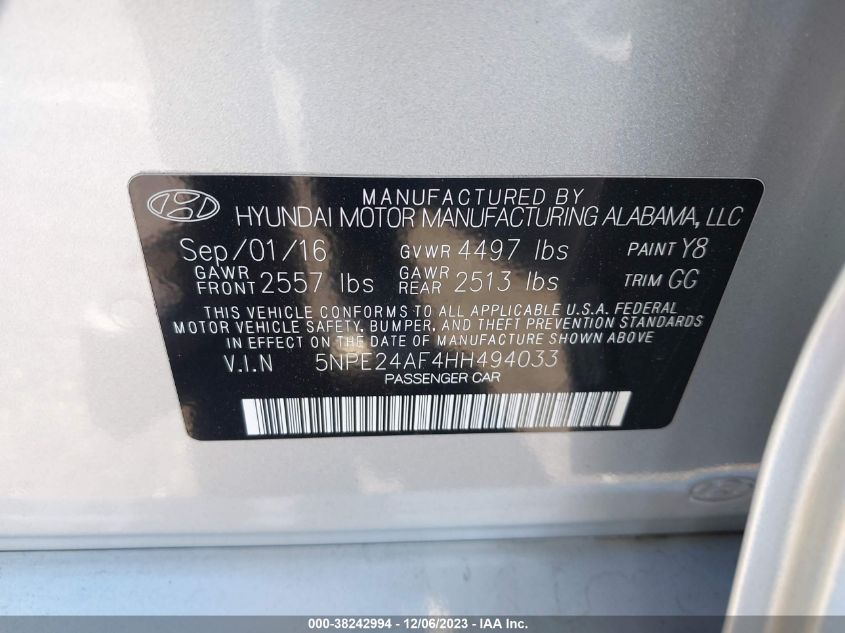 MANUFACTURED BY
HYUNDAI MOTOR MANUFACTURING ALABAMA, LLC
Sep/01/16 GVWR 4497 lbs PAINT Y8
GAWR FRONT 2557 lbs GAWR REAR 2513 lbs TRIM GG
THIS VEHICLE CONFORMS TO ALL APPLICABLE U.S.A. FEDERAL
MOTOR VEHICLE SAFETY, BUMPER, AND THEFT PREVENTION STANDARDS
IN EFFECT ON THE DATE OF MANUFACTURE SHOWN ABOVE
V.I.N 5NPE24AF4HH494033
PASSENGER CAR
000-38242994 - 12/06/2023 - IAA Inc.